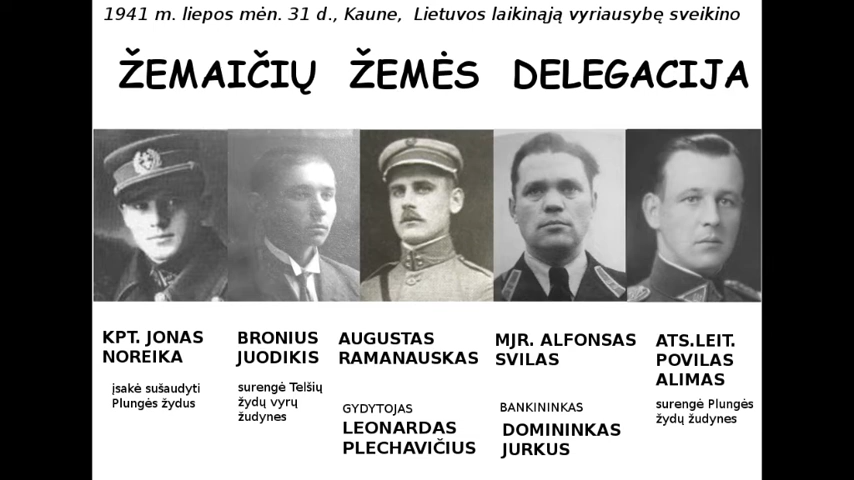 1941 m. liepos mėn. 31 d., Kaune, Lietuvos laikinąją vyriausybę sveikino
ŽEMAIČIŲ ŽEMĖS DELEGACIJA
KPT. JONAS
NOREIKA
įsakė sušaudyti
Plungės žydus
BRONIUS
JUODIKIS
surengė Telšių
žydų vyrų
žudynes
AUGUSTAS
RAMANAUSKAS
GYDYTOJAS
LEONARDAS
PLECHAVIČIUS
MJR. ALFONSAS
SVILAS
BANKININKAS
DOMININKAS
JURKUS
ATS.LEIT.
POVILAS
ALIMAS
surengė Plungės
žydų žudynes